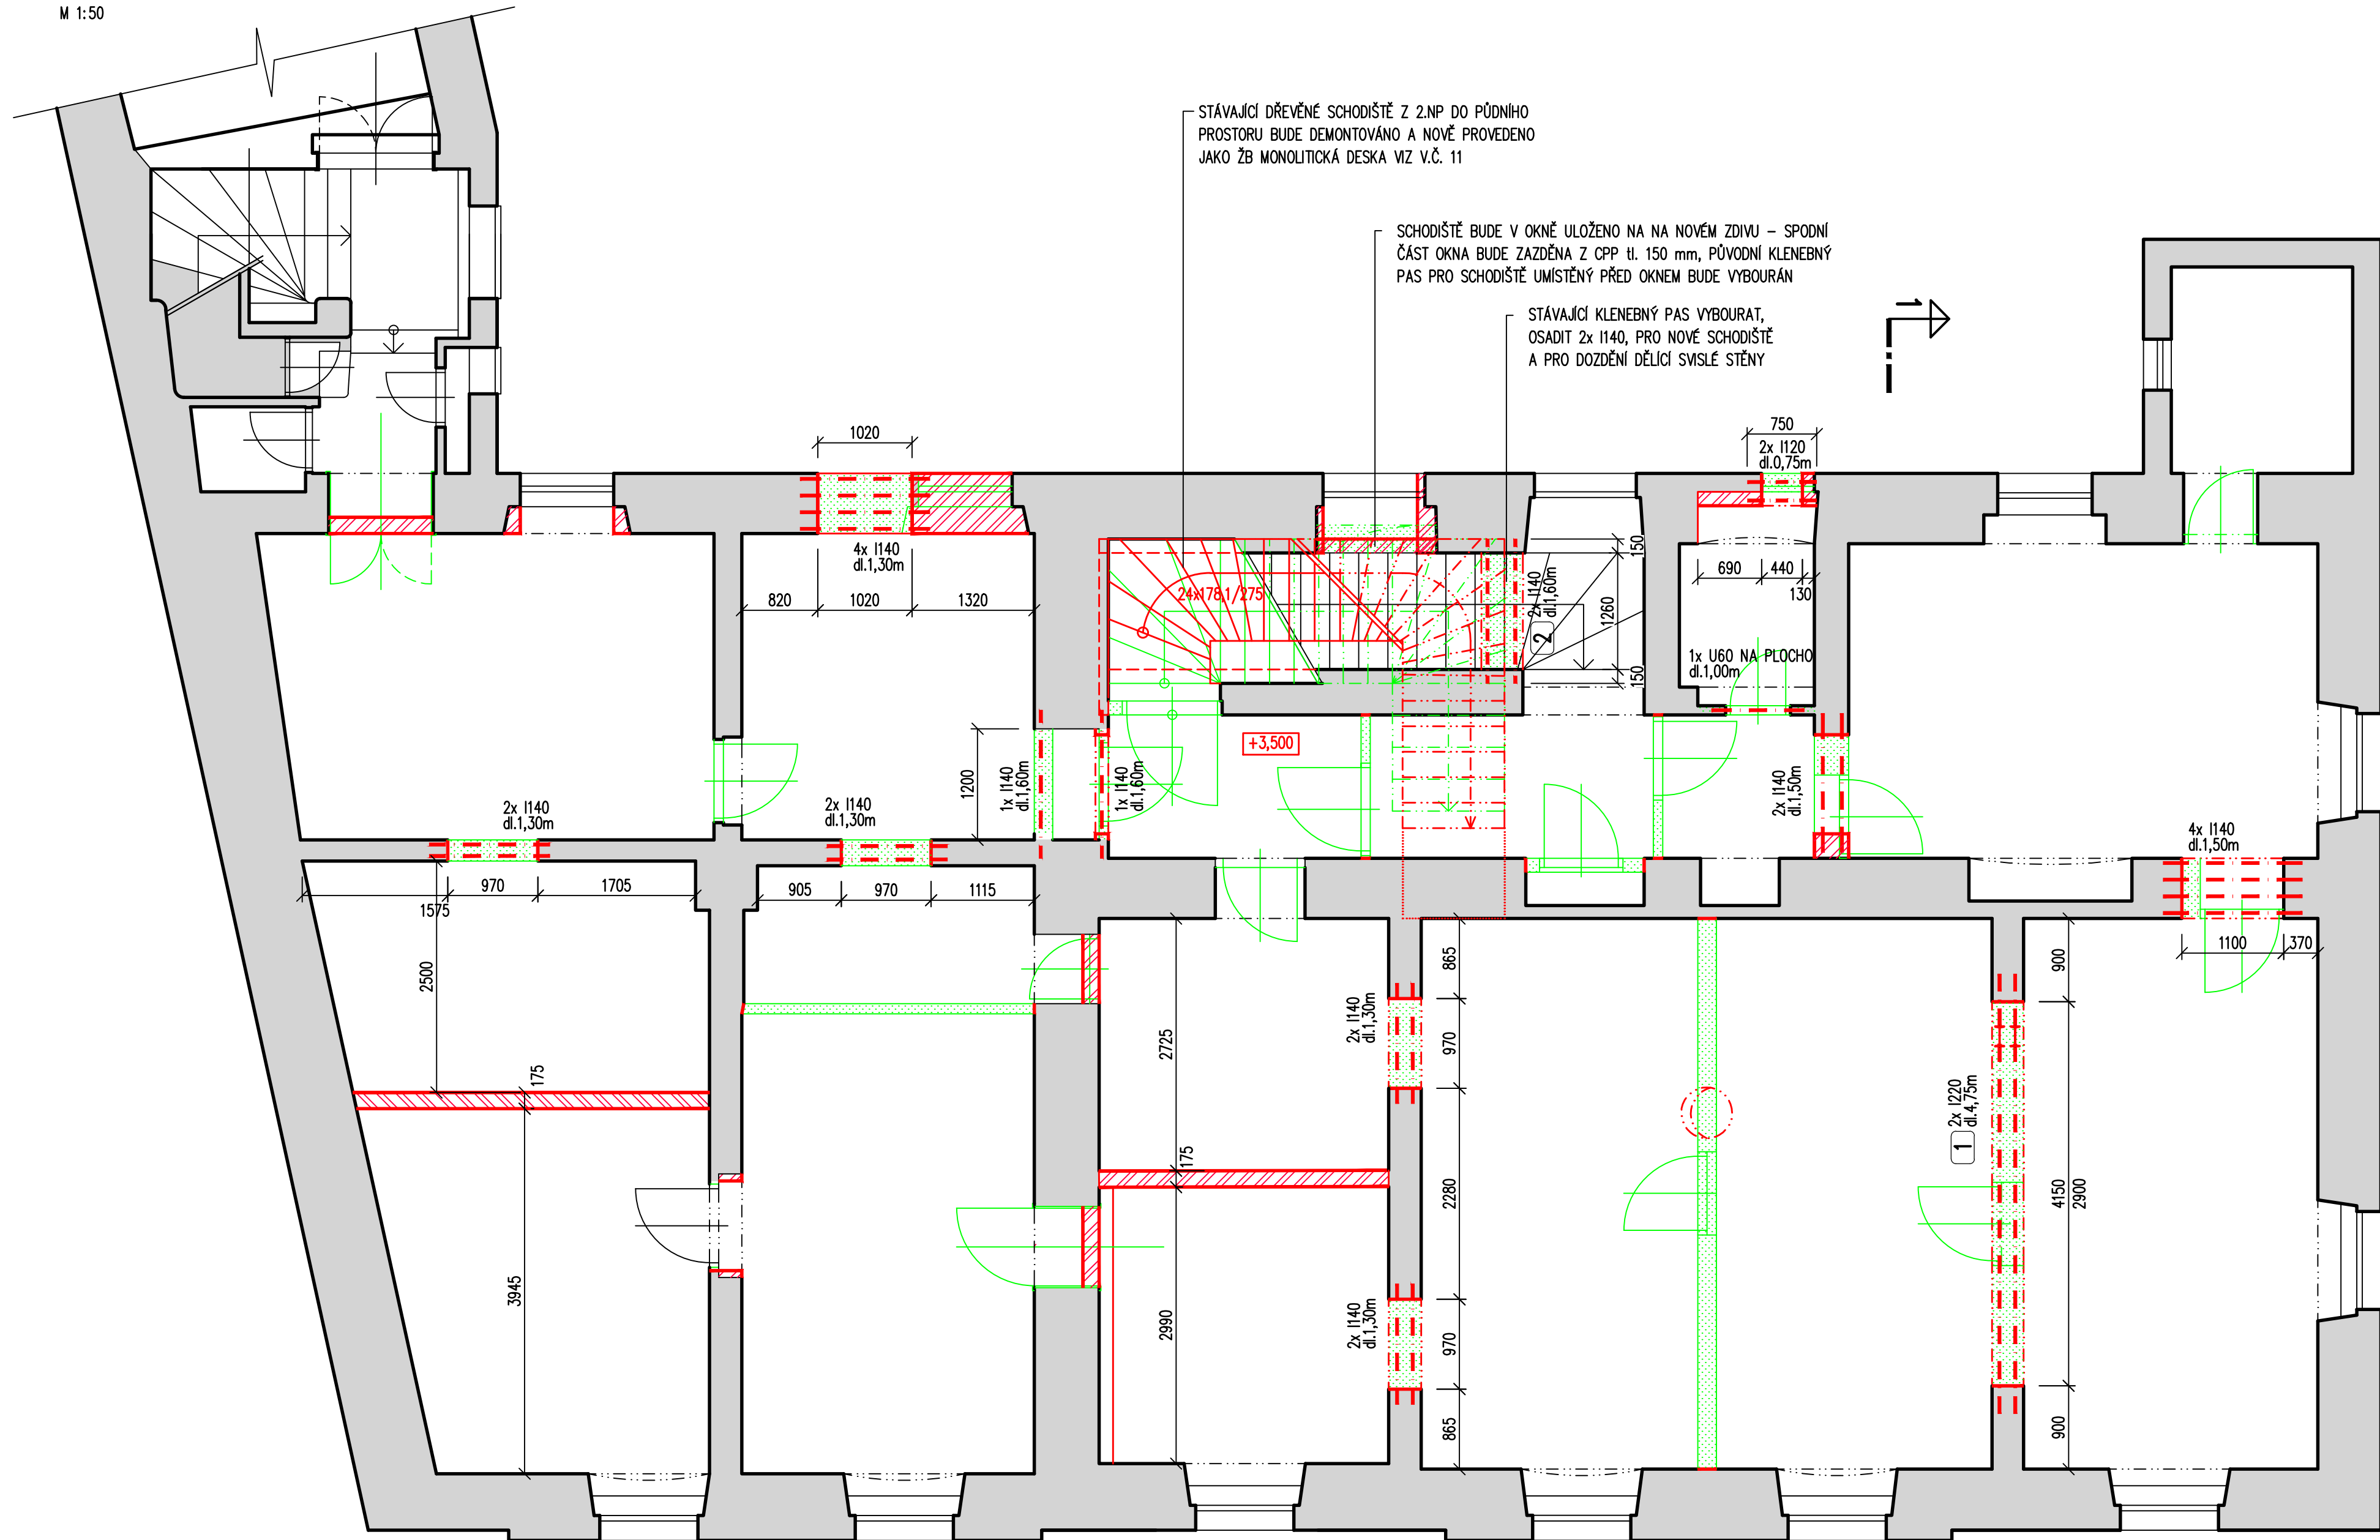 M 1:50
STÁVAJÍCÍ DŘEVĚNÉ SCHODIŠTĚ Z 2.NP DO PŮDNÍHO
PROSTORU BUDE DEMONTOVÁNO A NOVĚ PROVEDENO
JAKO ŽB MONOLITICKÁ DESKA VIZ V.Č. 11
SCHODIŠTĚ BUDE V OKNĚ ULOŽENO NA NA NOVÉM ZDIVU – SPODNÍ
ČÁST OKNA BUDE ZAZDĚNA Z CPP tl. 150 mm, PŮVODNÍ KLENEBNÝ
PAS PRO SCHODIŠTĚ UMÍSTĚNÝ PŘED OKNEM BUDE VYBOURÁN
STÁVAJÍCÍ KLENEBNÝ PAS VYBOURAT,
OSADIT 2x I140, PRO NOVÉ SCHODIŠTĚ
A PRO DOZDĚNÍ DĚLÍCÍ SVISLÉ STĚNY
1
1020
750
2x I120
dl.0,75m
4x I140
dl.1,30m
820
1020
1320
24x178,1/275
2x I140
dl.1,60m
2
150
1260
150
690
440
130
1x U60 NA PLOCHO
dl.1,00m
+3,500
1200
1x I140
dl.1,60m
1x I140
dl.1,60m
2x I140
dl.1,50m
2x I140
dl.1,30m
2x I140
dl.1,30m
4x I140
dl.1,50m
970
1705
1575
905
970
1115
1100
370
2500
175
3945
2725
175
2990
2x I140
dl.1,30m
2x I140
dl.1,30m
865
970
2280
970
865
1
2x I220
dl.4,75m
900
4150
2900
900